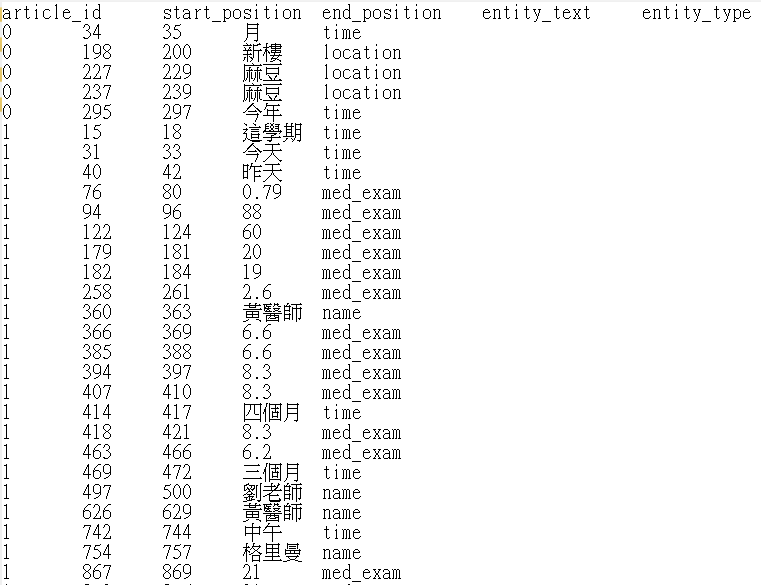 article_id start_position end_position entity_text entity_type
0 34 35 月 time
0 198 200 新樓 location
0 227 229 麻豆 location
0 237 239 麻豆 location
0 295 297 今年 time
1 15 18 這學期 time
1 31 33 今天 time
1 40 42 昨天 time
1 76 80 0.79 med_exam
1 94 96 88 med_exam
1 122 124 60 med_exam
1 179 181 20 med_exam
1 182 184 19 med_exam
1 258 261 2.6 med_exam
1 360 363 黃醫師 name
1 366 369 6.6 med_exam
1 385 388 6.6 med_exam
1 394 397 8.3 med_exam
1 407 410 8.3 med_exam
1 414 417 四個月 time
1 418 421 8.3 med_exam
1 463 466 6.2 med_exam
1 469 472 三個月 time
1 497 500 劉老師 name
1 626 629 黃醫師 name
1 742 744 中午 time
1 754 757 格里曼 name
1 867 869 21 med_exam